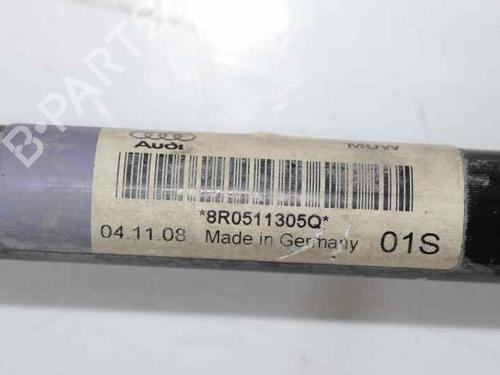 B-PARTS
Audi MUW
*8R0511305Q*
04.11.08 Made in Germany 01S